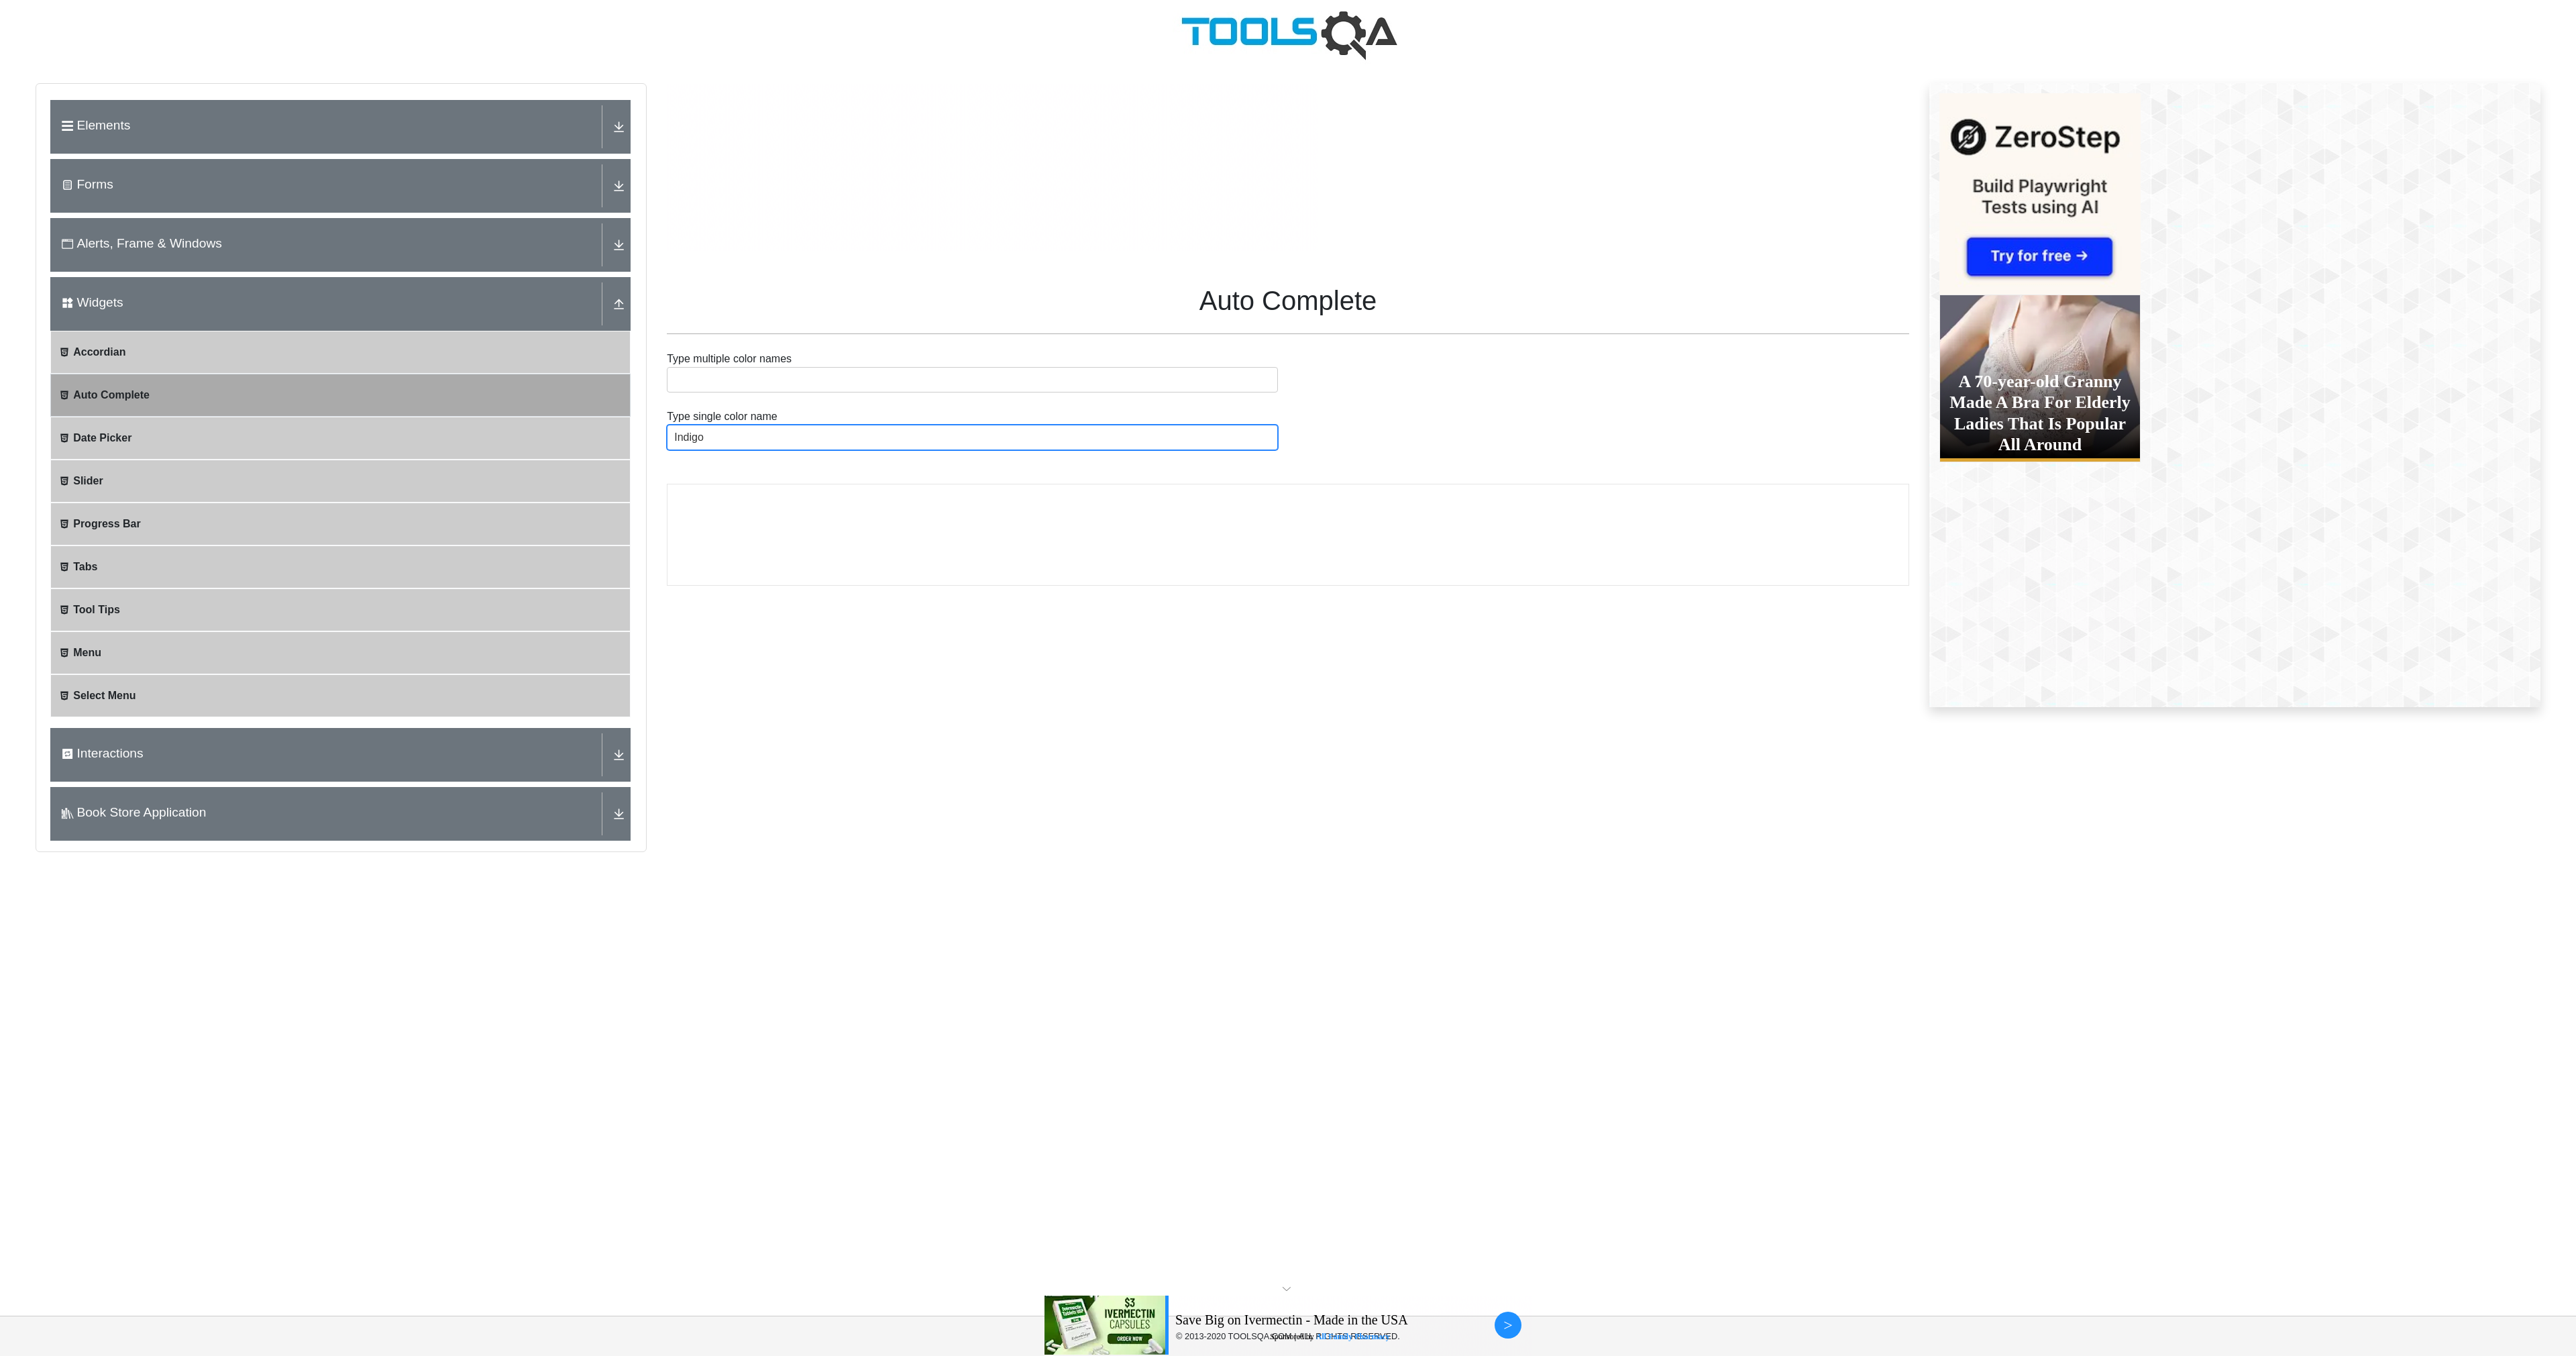 TOOLSQA
Elements
Forms
Alerts, Frame & Windows
Widgets
Accordian
Auto Complete
Date Picker
Slider
Progress Bar
Tabs
Tool Tips
Menu
Select Menu
Interactions
Book Store Application
Auto Complete
Type multiple color names
Type single color name
Indigo
ZeroStep
Build Playwright
Tests using AI
Try for free →
A 70-year-old Granny
Made A Bra For Elderly
Ladies That Is Popular
All Around
$3
IVERMECTIN
CAPSULES
ORDER NOW
Save Big on Ivermectin - Made in the USA
© 2013-2020 TOOLSQA.COM | ALL RIGHTS RESERVED.
>